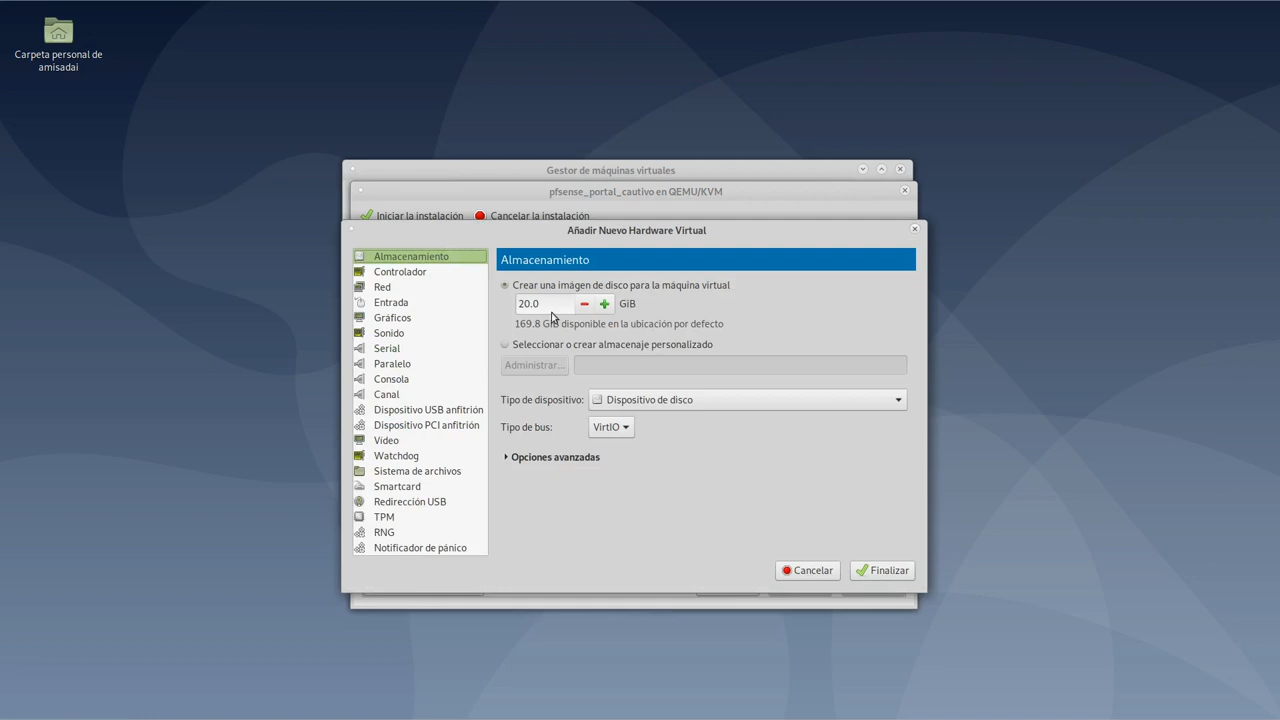 Carpeta personal de
amisadai
Gestor de máquinas virtuales
pfsense_portal_cautivo en QEMU/KVM
Iniciar la instalación
Cancelar la instalación
Añadir Nuevo Hardware Virtual
Almacenamiento
Controlador
Red
Entrada
Gráficos
Sonido
Serial
Paralelo
Consola
Canal
Dispositivo USB anfitrión
Dispositivo PCI anfitrión
Vídeo
Watchdog
Sistema de archivos
Smartcard
Redirección USB
TPM
RNG
Notificador de pánico
Almacenamiento
Crear una imágen de disco para la máquina virtual
20.0 GiB
169.8 GiB disponible en la ubicación por defecto
Seleccionar o crear almacenaje personalizado
Administrar...
Tipo de dispositivo: Dispositivo de disco
Tipo de bus: VirtIO
Opciones avanzadas
Cancelar
Finalizar